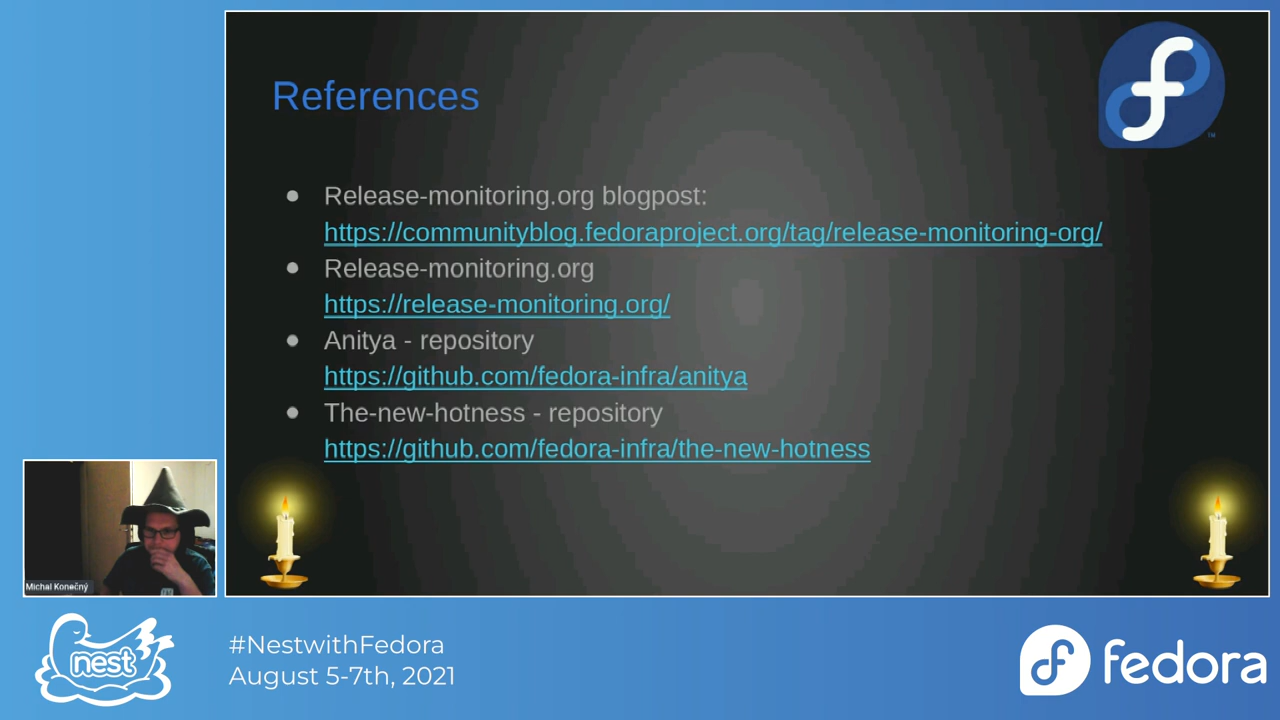 References
Release-monitoring.org blogpost:
https://communityblog.fedoraproject.org/tag/release-monitoring-org/
Release-monitoring.org
https://release-monitoring.org/
Anitya - repository
https://github.com/fedora-infra/anitya
The-new-hotness - repository
https://github.com/fedora-infra/the-new-hotness
TM
Michal Konečný
nest
#NestwithFedora
August 5-7th, 2021
fedora